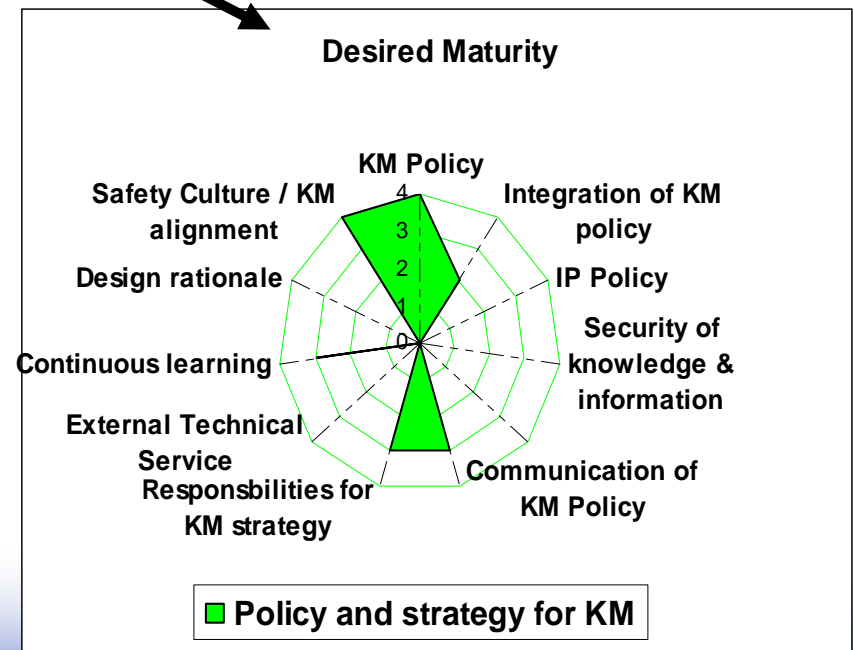 Desired Maturity
KM Policy
Safety Culture / KM
alignment
Integration of KM
policy
4
3
2
1
0
Design rationale
IP Policy
Security of
knowledge &
information
Continuous learning
External Technical
Service
Communication of
KM Policy
Responsbilities for
KM strategy
Policy and strategy for KM